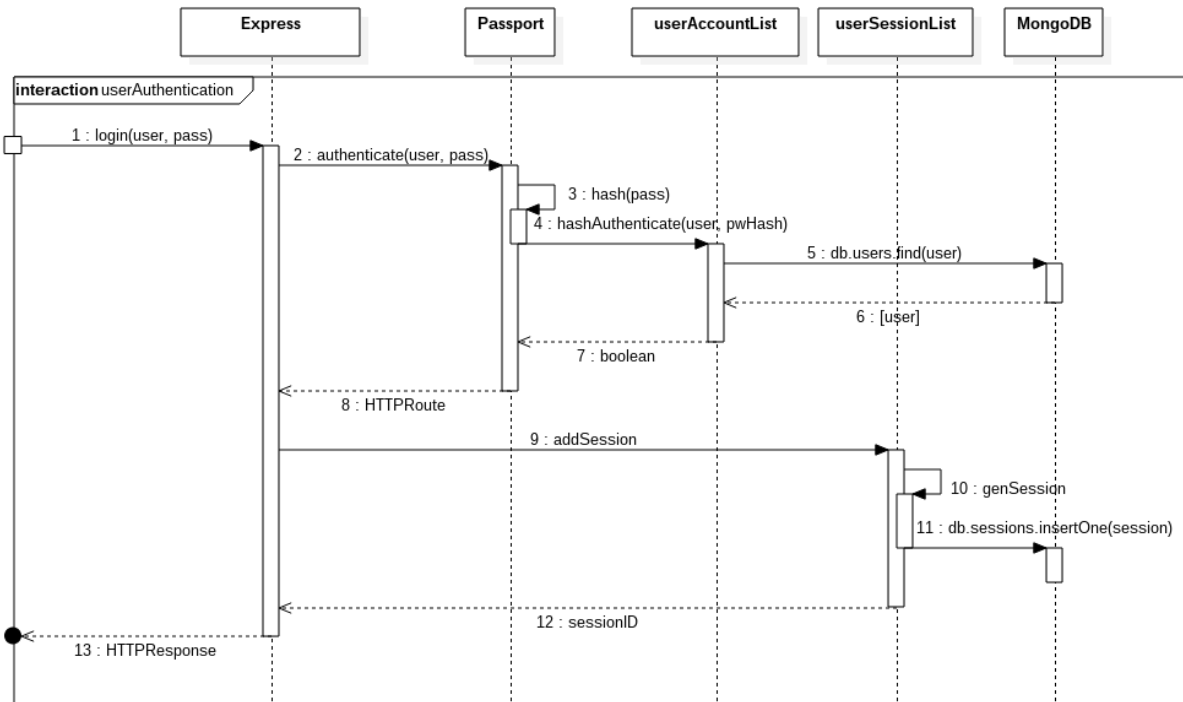 Express
Passport
userAccountList
userSessionList
MongoDB
interaction userAuthentication
1 : login(user, pass)
2 : authenticate(user, pass)
3 : hash(pass)
4 : hashAuthenticate(user, pwHash)
5 : db.users.find(user)
6 : [user]
7 : boolean
8 : HTTPRoute
9 : addSession
10 : genSession
11 : db.sessions.insertOne(session)
12 : sessionID
13 : HTTPResponse